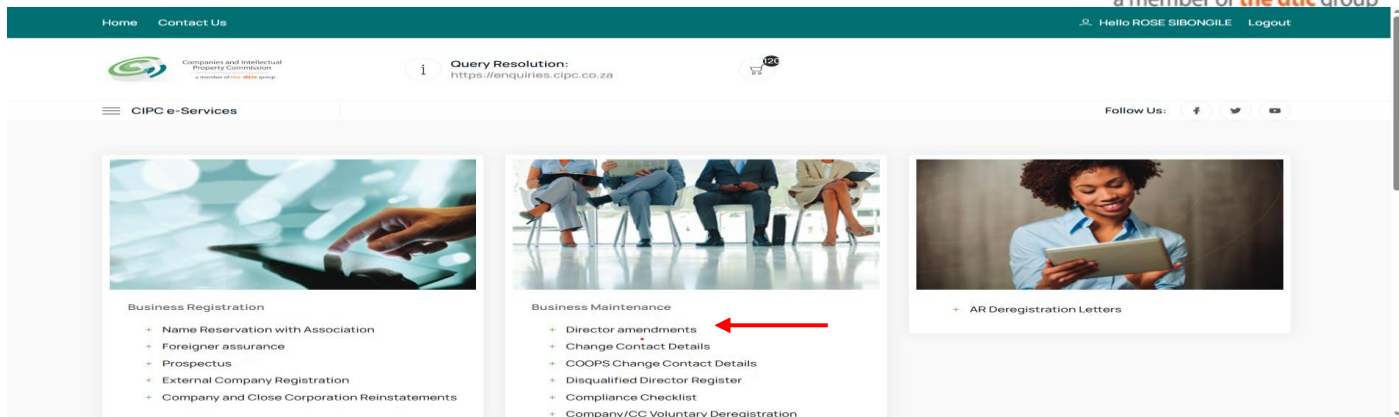 a member of the dtic group
Home Contact Us
Hello ROSE SIBONGILE Logout
Companies and Intellectual
Property Commission
a member of the dtic group
i
Query Resolution:
https://enquiries.cipc.co.za
120
CIPC e-Services
Follow Us:
Business Registration
+ Name Reservation with Association
+ Foreigner assurance
+ Prospectus
+ External Company Registration
+ Company and Close Corporation Reinstatements
Business Maintenance
+ Director amendments
+ Change Contact Details
+ COOPS Change Contact Details
+ Disqualified Director Register
+ Compliance Checklist
+ Company/CC Voluntary Deregistration
+ AR Deregistration Letters